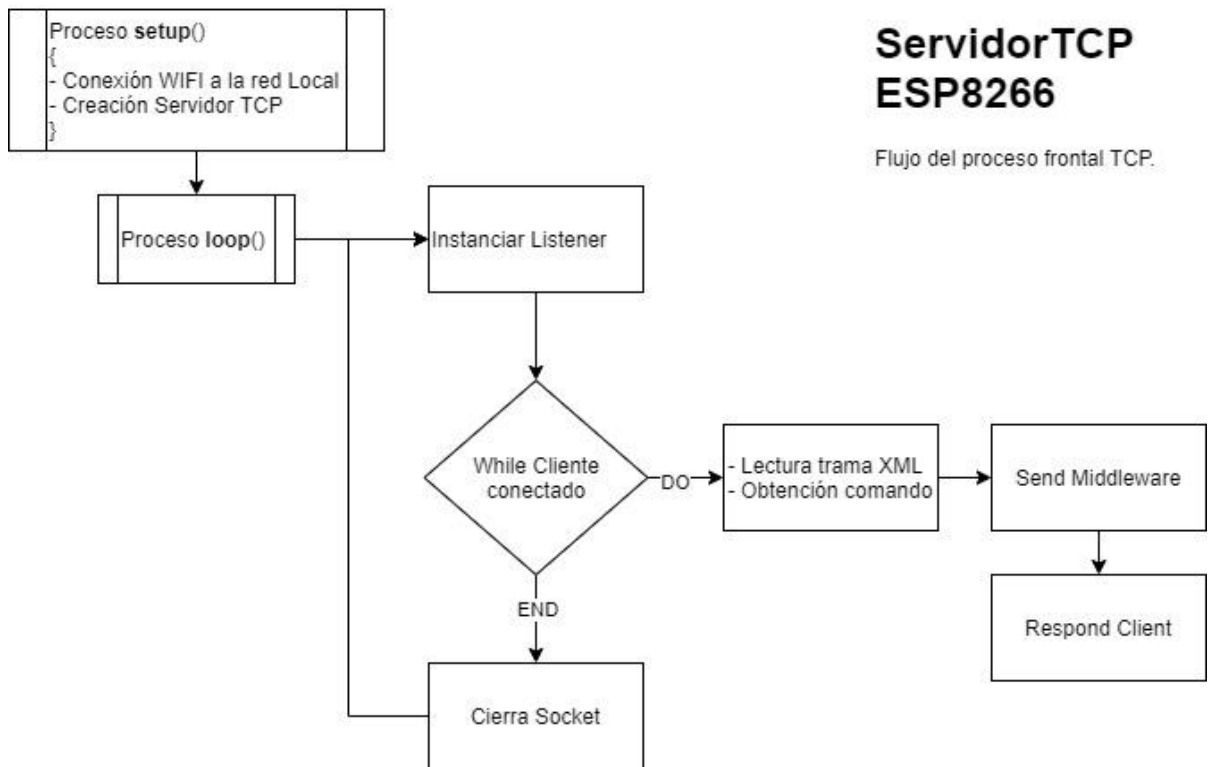 Proceso setup()
{
- Conexión WIFI a la red Local
- Creación Servidor TCP
}
ServidorTCP
ESP8266
Flujo del proceso frontal TCP.
Proceso loop()
Instanciar Listener
While Cliente
conectado
DO
- Lectura trama XML
- Obtención comando
Send Middleware
Respond Client
END
Cierra Socket